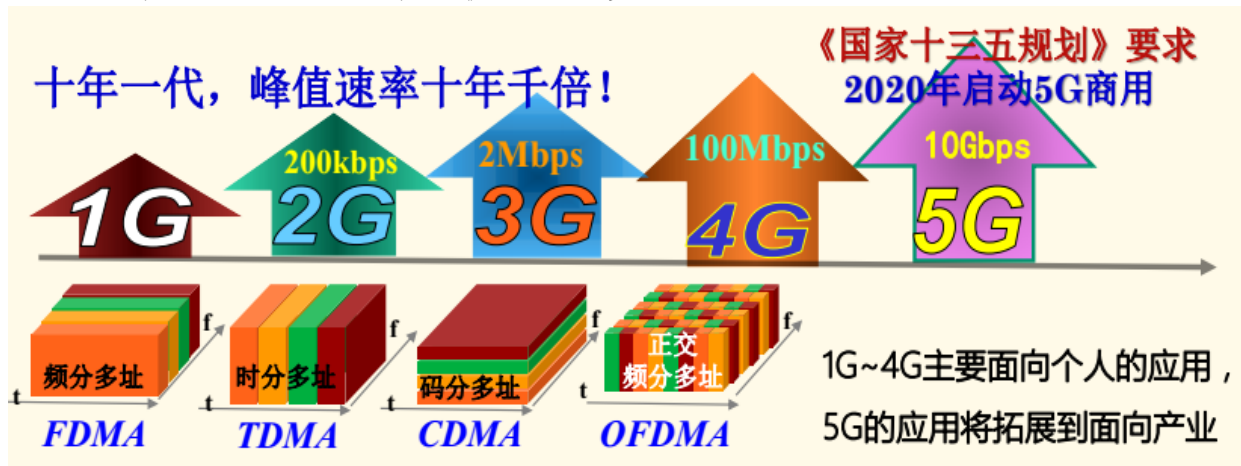 《国家十三五规划》要求
十年一代，峰值速率十年千倍！
2020年启动5G商用
200kbps
2Mbps
100Mbps
10Gbps
1G
2G
3G
4G
5G
f
f
f
f
频分多址
时分多址
码分多址
正交
频分多址
t
t
t
t
FDMA
TDMA
CDMA
OFDMA
1G~4G主要面向个人的应用，
5G的应用将拓展到面向产业